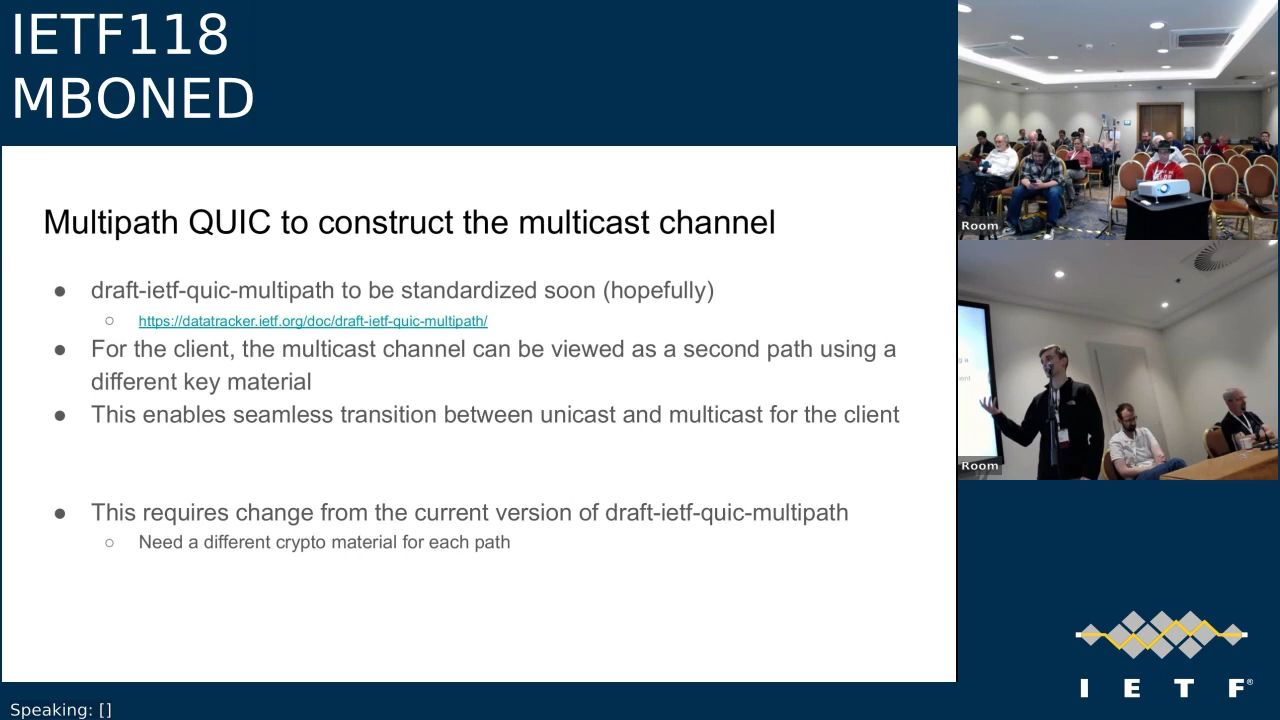 IETF118
MBONED
Multipath QUIC to construct the multicast channel
● draft-ietf-quic-multipath to be standardized soon (hopefully)
○ https://datatracker.ietf.org/doc/draft-ietf-quic-multipath/
● For the client, the multicast channel can be viewed as a second path using a
different key material
● This enables seamless transition between unicast and multicast for the client
● This requires change from the current version of draft-ietf-quic-multipath
○ Need a different crypto material for each path
Room
Room
I E T F®
Speaking: []